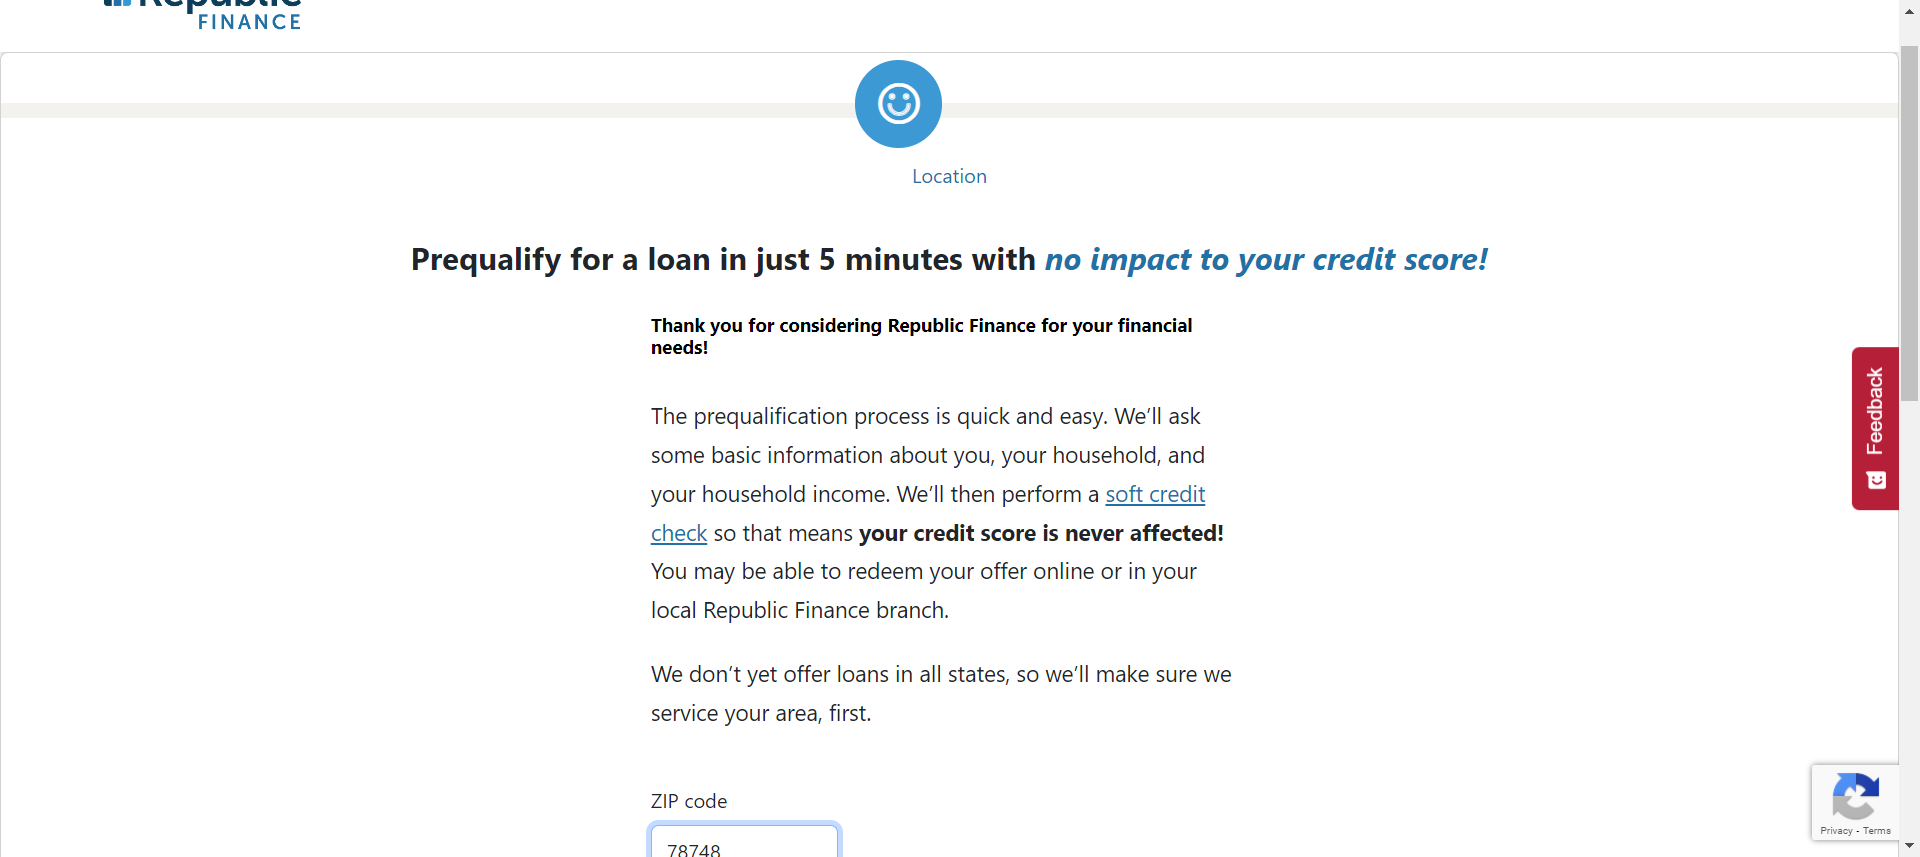 Republic
FINANCE
Location
Prequalify for a loan in just 5 minutes with no impact to your credit score!
Thank you for considering Republic Finance for your financial
needs!
The prequalification process is quick and easy. We’ll ask
some basic information about you, your household, and
your household income. We’ll then perform a soft credit
check so that means your credit score is never affected!
You may be able to redeem your offer online or in your
local Republic Finance branch.
We don’t yet offer loans in all states, so we’ll make sure we
service your area, first.
ZIP code
78748
Feedback
Privacy - Terms